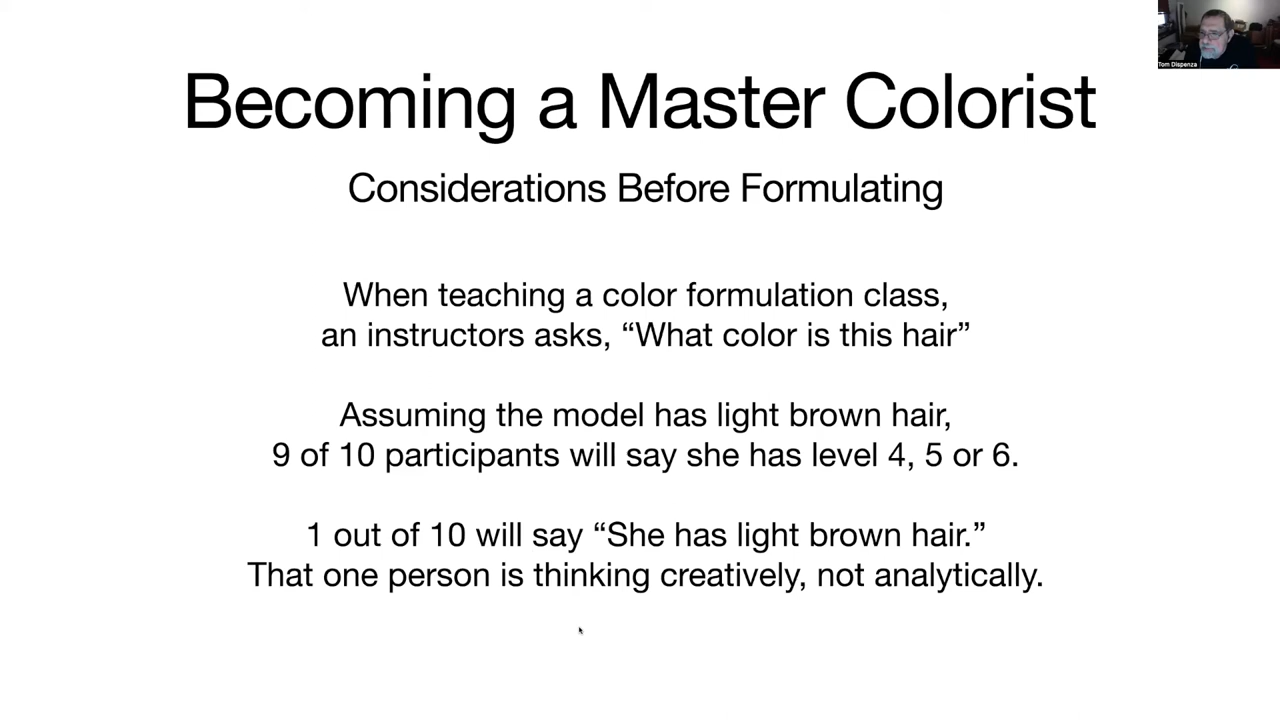 Becoming a Master Colorist
Considerations Before Formulating
When teaching a color formulation class,
an instructors asks, “What color is this hair”
Assuming the model has light brown hair,
9 of 10 participants will say she has level 4, 5 or 6.
1 out of 10 will say “She has light brown hair.”
That one person is thinking creatively, not analytically.
Tom Dispenza